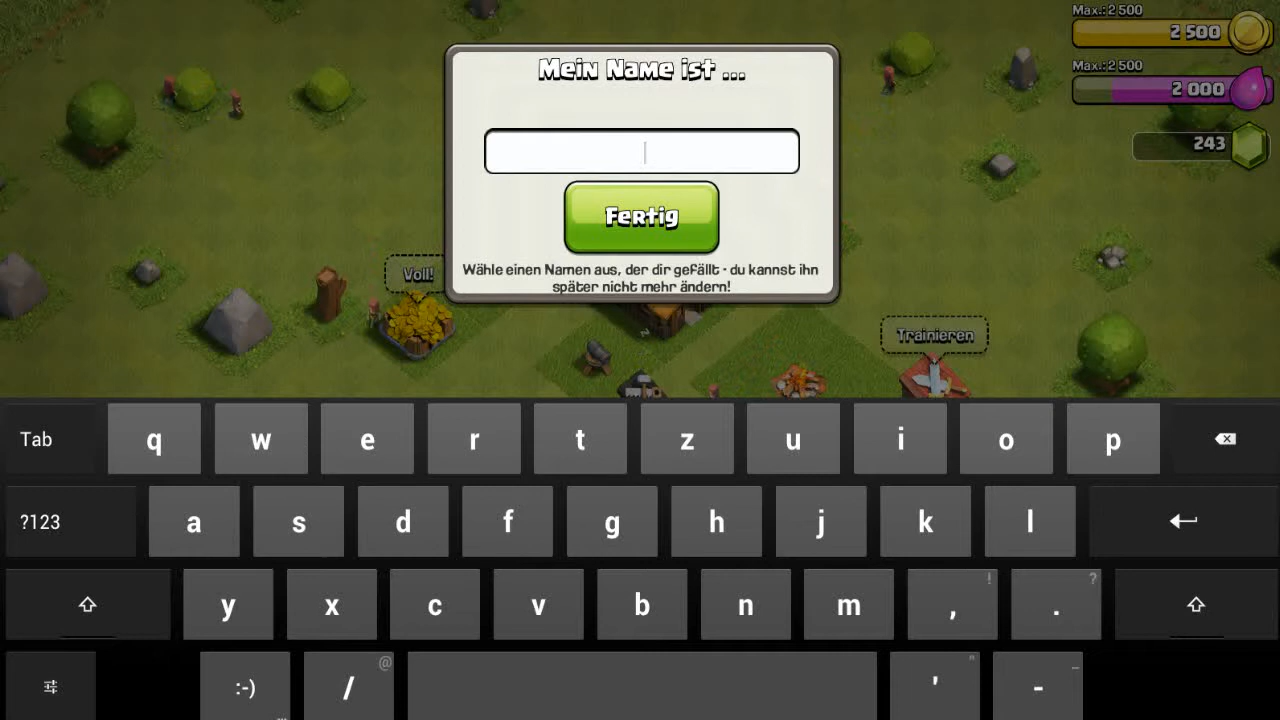 Max.: 2 500
2 500
Max.: 2 500
2 000
243
Mein Name ist ...
Fertig
Wähle einen Namen aus, der dir gefällt - du kannst ihn
später nicht mehr ändern!
Voll!
Trainieren
Tab q w e r t z u i o p
?123 a s d f g h j k l
y x c v b n m , ! . ?
:-) ... / @ ' " - _